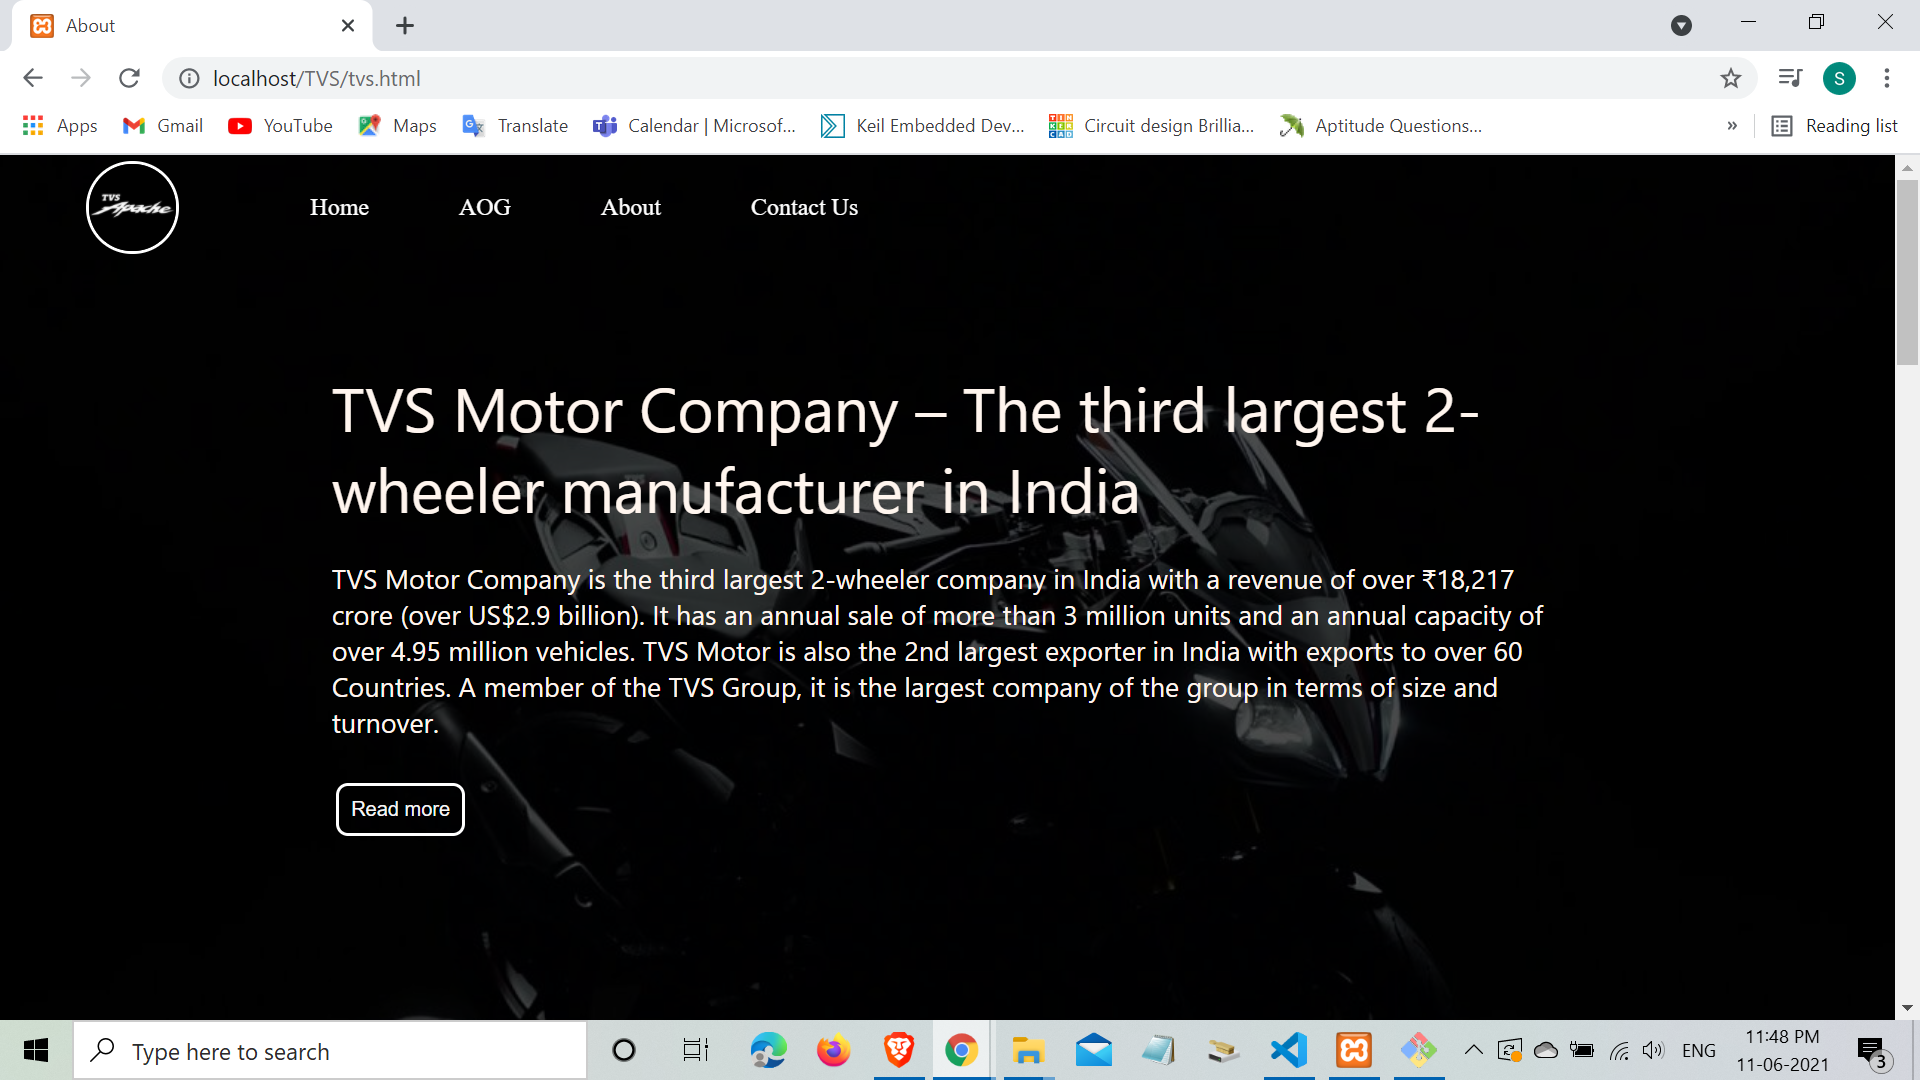 About
localhost/TVS/tvs.html
S
Apps
Gmail
YouTube
Maps
Translate
Calendar | Microsof...
Keil Embedded Dev...
Circuit design Brillia...
Aptitude Questions...
»
Reading list
TVS
Apache
Home
AOG
About
Contact Us
TVS Motor Company – The third largest 2-
wheeler manufacturer in India
TVS Motor Company is the third largest 2-wheeler company in India with a revenue of over ₹18,217
crore (over US$2.9 billion). It has an annual sale of more than 3 million units and an annual capacity of
over 4.95 million vehicles. TVS Motor is also the 2nd largest exporter in India with exports to over 60
Countries. A member of the TVS Group, it is the largest company of the group in terms of size and
turnover.
Read more
Type here to search
ENG
11:48 PM
11-06-2021
3